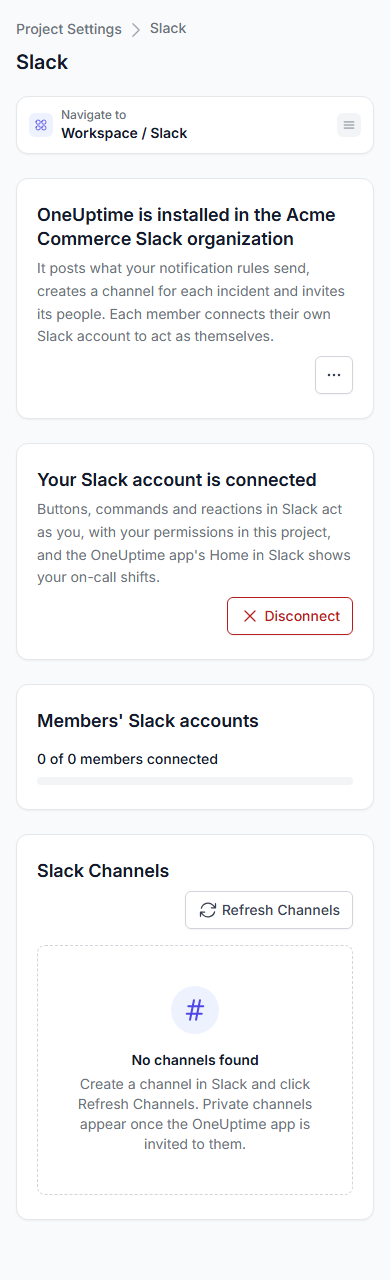 Project Settings
Slack
Slack
Navigate to
Workspace / Slack
OneUptime is installed in the Acme
Commerce Slack organization
It posts what your notification rules send,
creates a channel for each incident and invites
its people. Each member connects their own
Slack account to act as themselves.
...
Your Slack account is connected
Buttons, commands and reactions in Slack act
as you, with your permissions in this project,
and the OneUptime app's Home in Slack shows
your on-call shifts.
Disconnect
Members' Slack accounts
0 of 0 members connected
Slack Channels
Refresh Channels
#
No channels found
Create a channel in Slack and click
Refresh Channels. Private channels
appear once the OneUptime app is
invited to them.